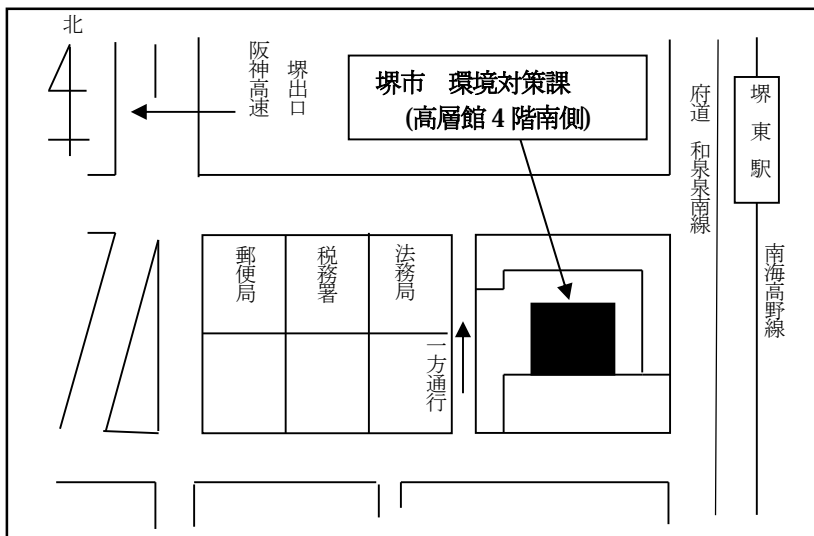 北
阪神高速
堺出口
堺市　環境対策課
(高層館 4 階南側)
府道　和泉泉南線
堺東駅
南海高野線
郵便局
税務署
法務局
一方通行